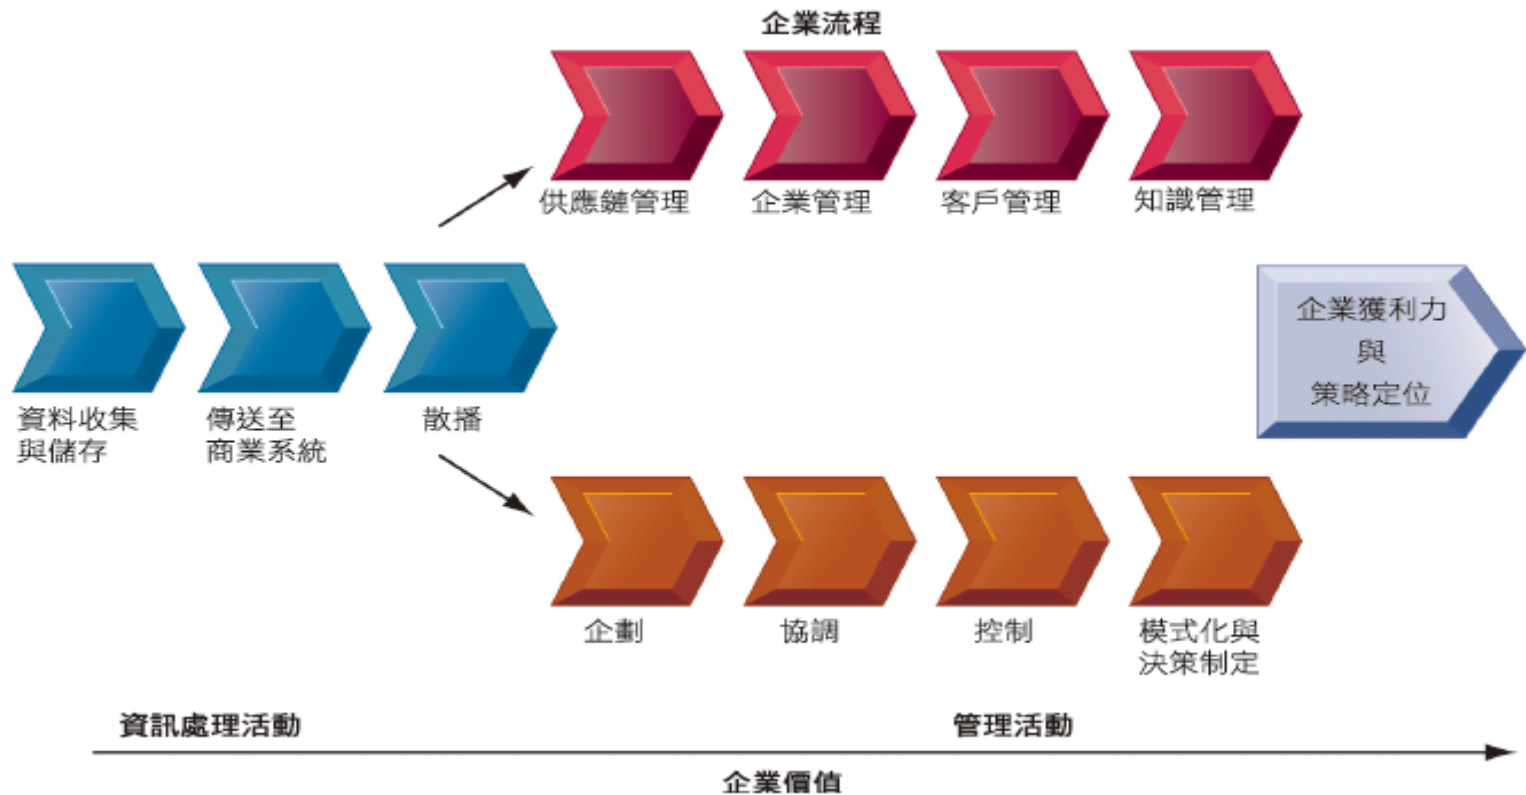 企業流程
供應鏈管理
企業管理
客戶管理
知識管理
資料收集
與儲存
傳送至
商業系統
散播
企業獲利力
與
策略定位
企劃
協調
控制
模式化與
決策制定
資訊處理活動
管理活動
企業價值